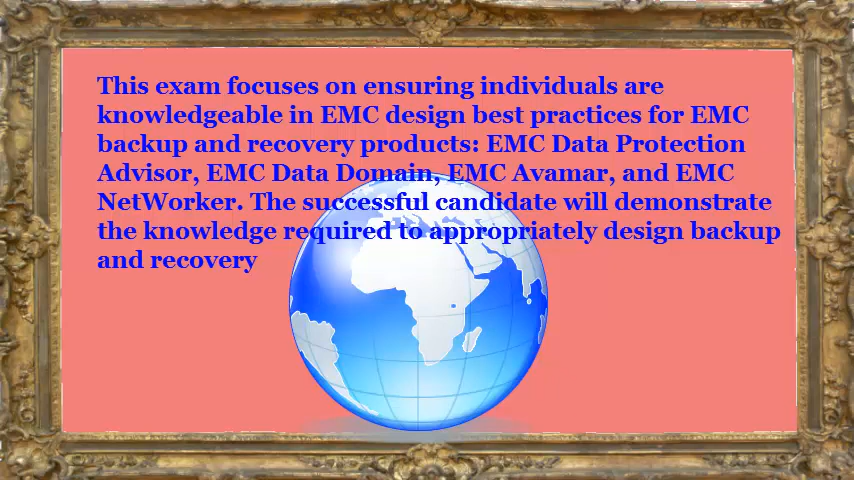 This exam focuses on ensuring individuals are
knowledgeable in EMC design best practices for EMC
backup and recovery products: EMC Data Protection
Advisor, EMC Data Domain, EMC Avamar, and EMC
NetWorker. The successful candidate will demonstrate
the knowledge required to appropriately design backup
and recovery